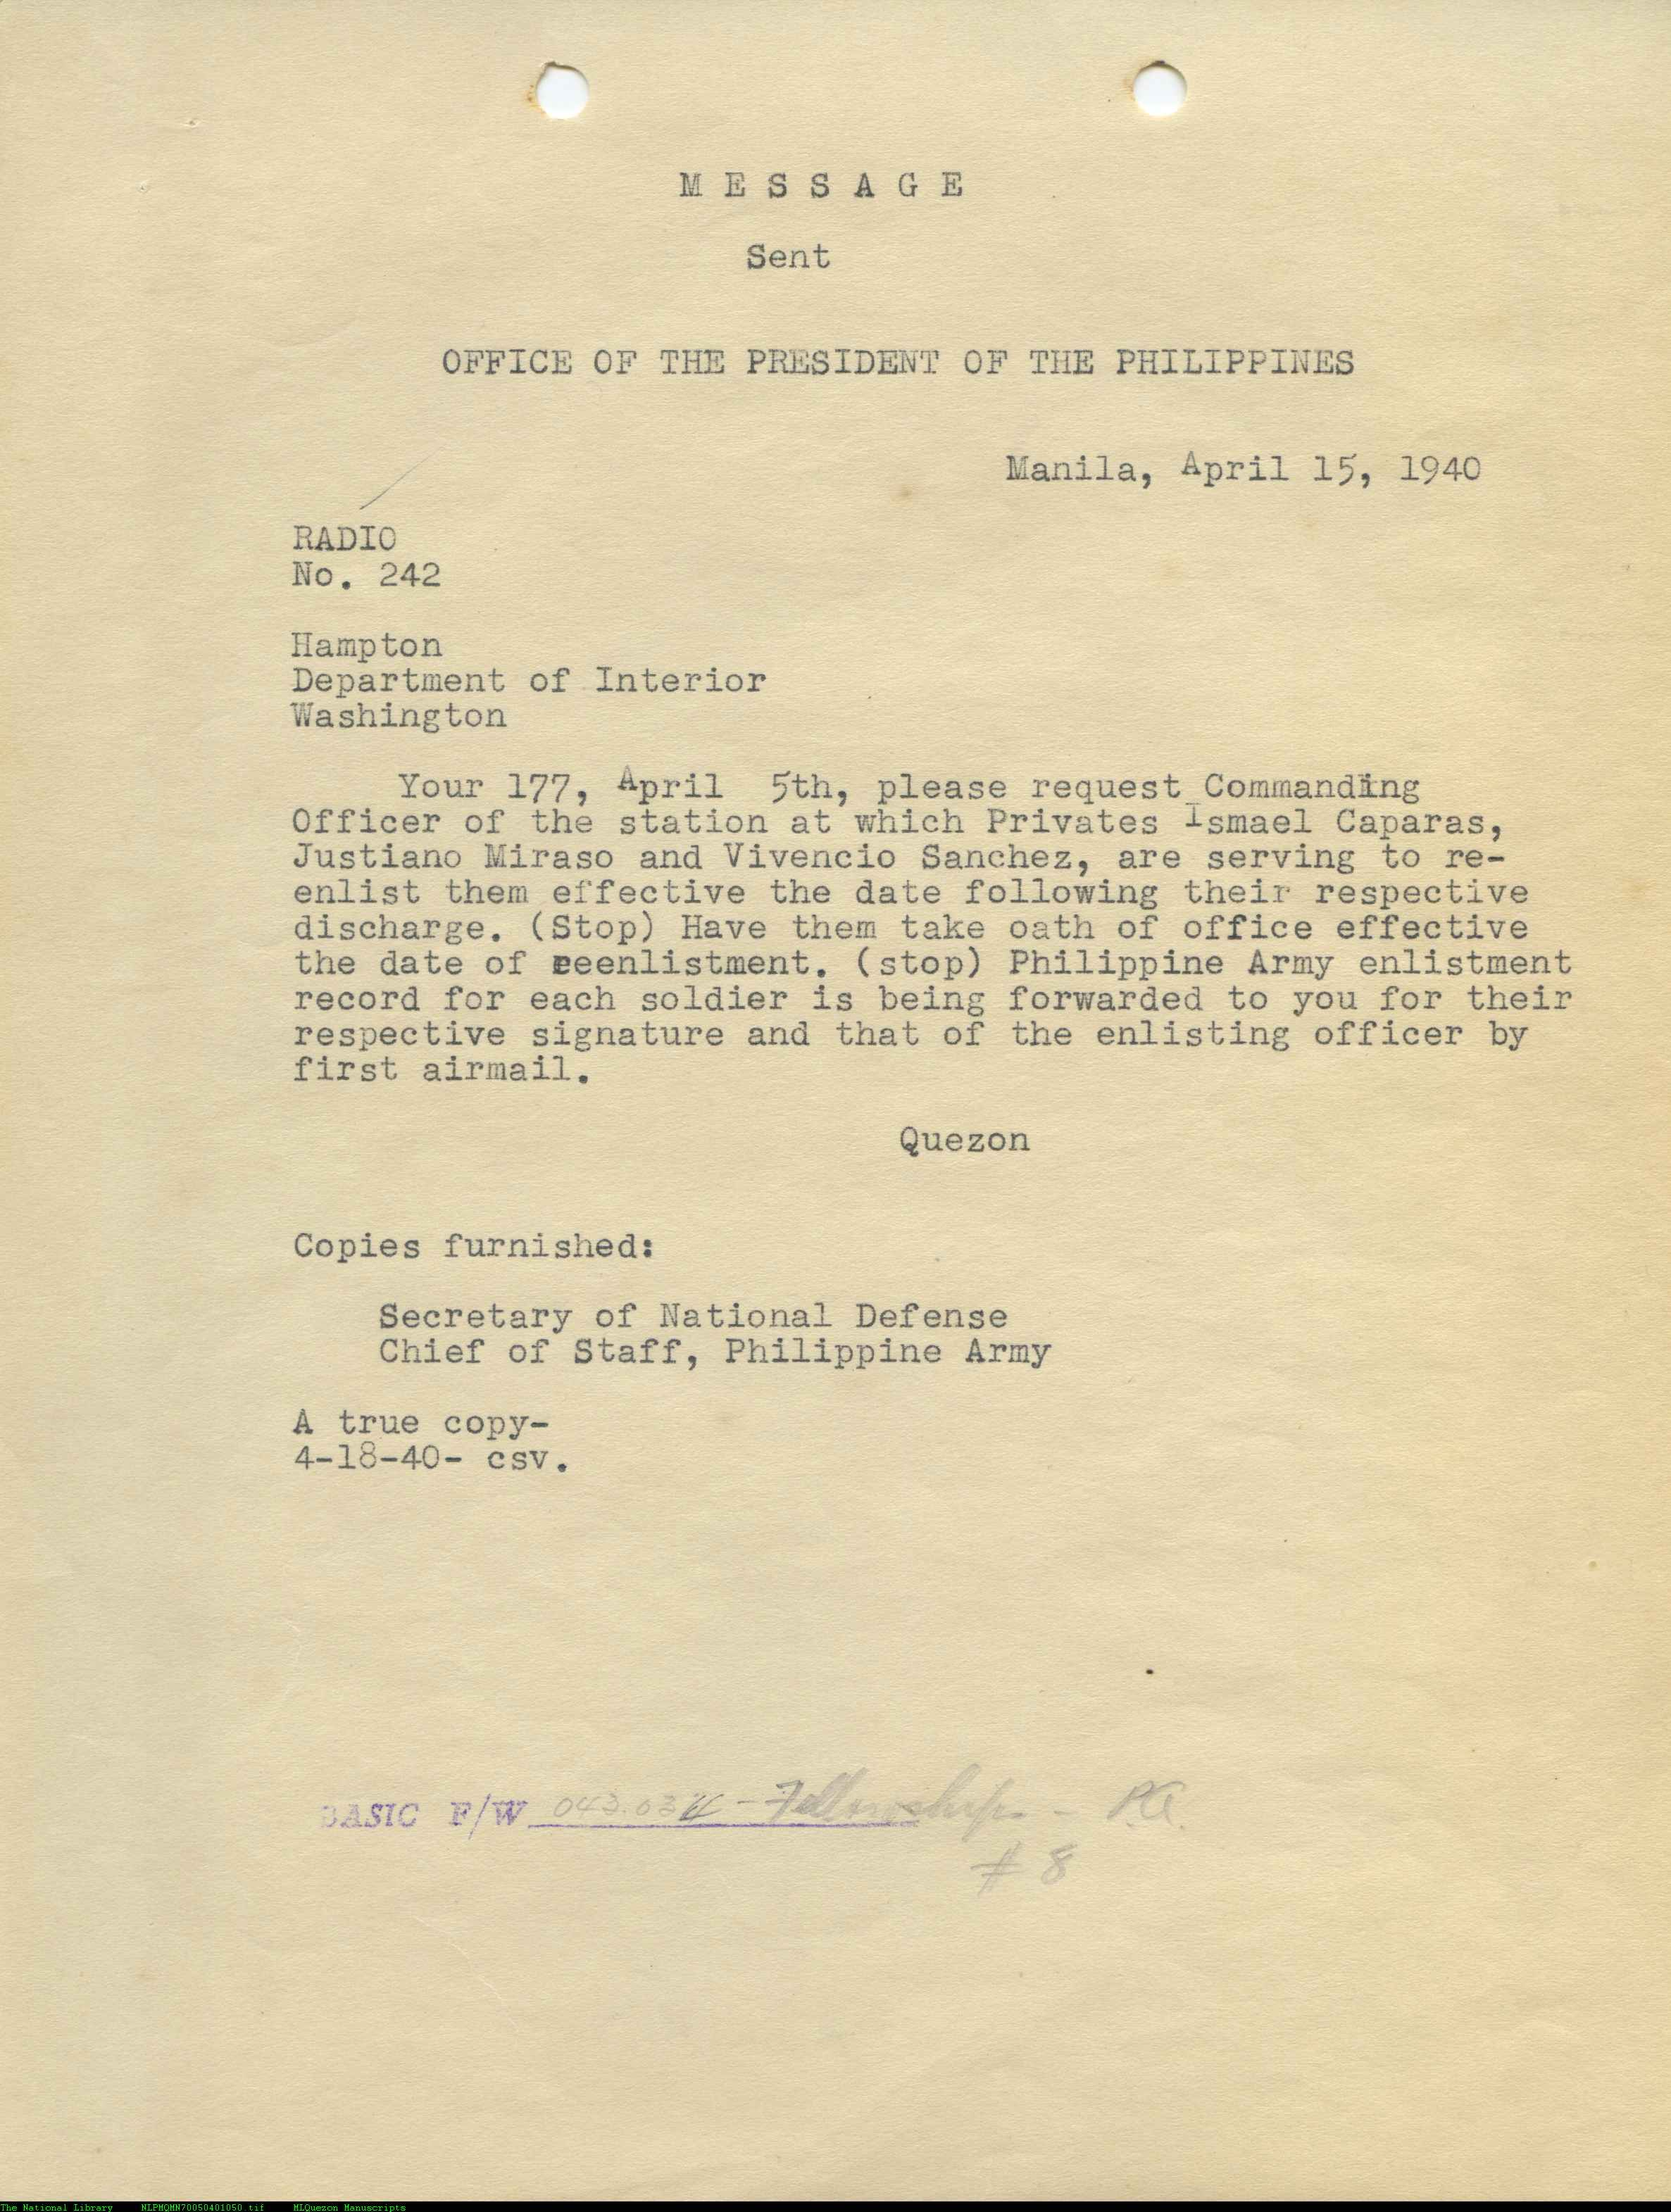 M E S S A G E
Sent
OFFICE OF THE PRESIDENT OF THE PHILIPPINES
Manila, April 15, 1940
RADIO
No. 242
Hampton
Department of Interior
Washington
Your 177, April 5th, please request Commanding
Officer of the station at which Privates Ismael Caparas,
Justiano Miraso and Vivencio Sanchez, are serving to re-
enlist them effective the date following their respective
discharge. (Stop) Have them take oath of office effective
the date of reenlistment. (stop) Philippine Army enlistment
record for each soldier is being forwarded to you for their
respective signature and that of the enlisting officer by
first airmail.
Quezon
Copies furnished:
Secretary of National Defense
Chief of Staff, Philippine Army
A true copy-
4-18-40- csv.
BASIC F/W - Fellowship -
# 8
The National Library NLPMQMN70050401050.tif MLQuezon Manuscripts